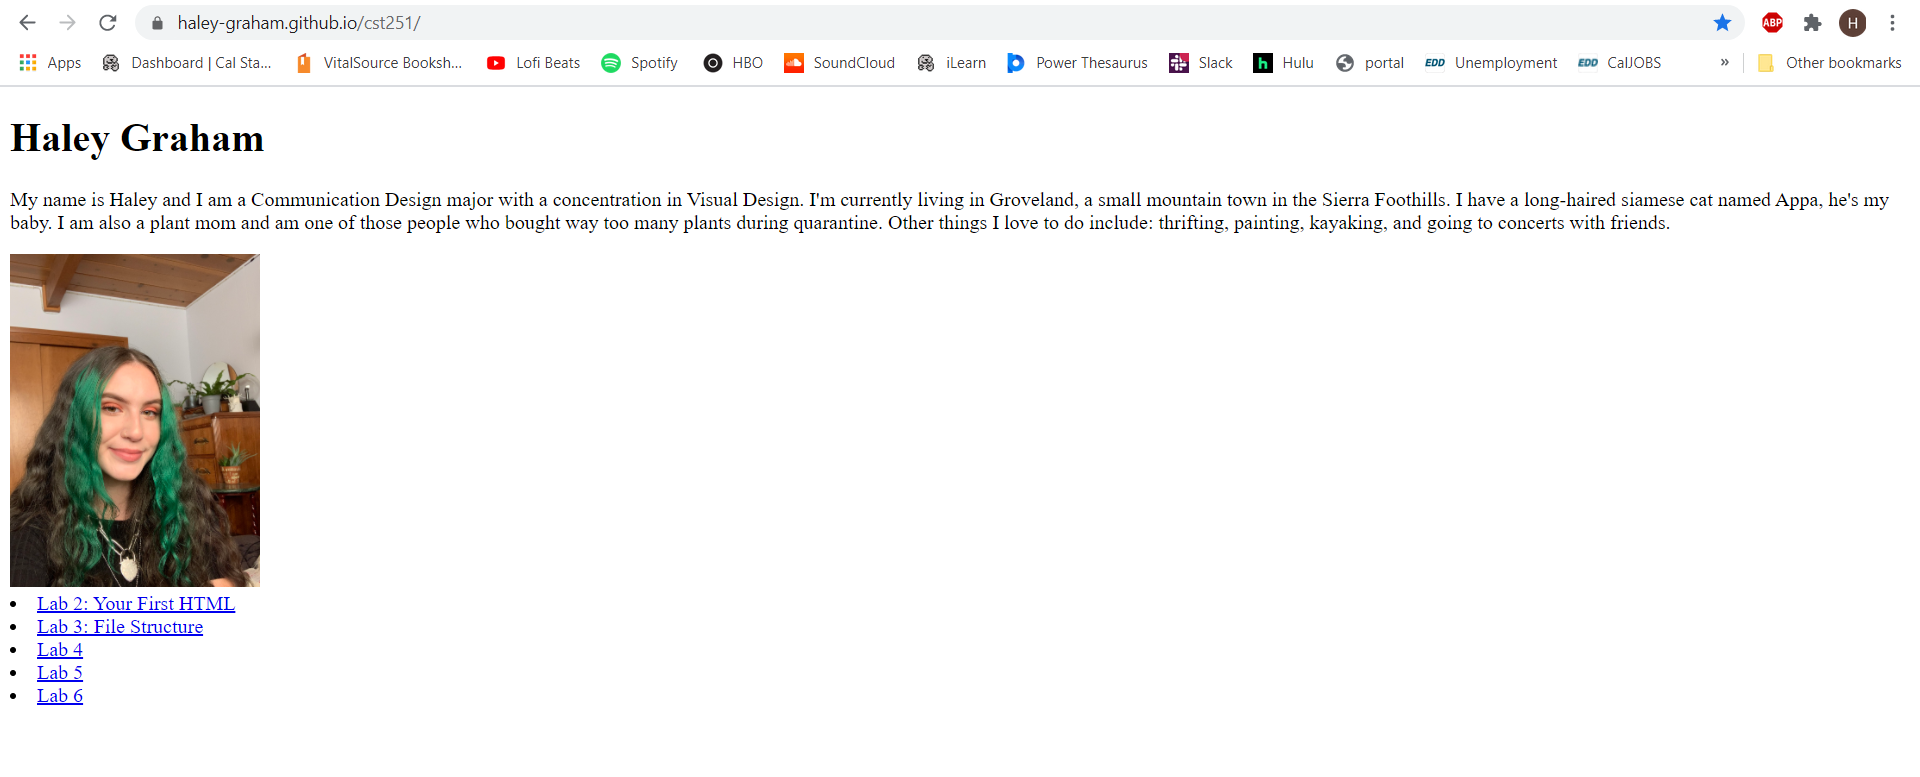 haley-graham.github.io/cst251/
ABP
H
Apps Dashboard | Cal Sta... VitalSource Booksh... Lofi Beats Spotify HBO SoundCloud iLearn Power Thesaurus Slack h Hulu portal EDD Unemployment EDD CalJOBS » Other bookmarks
Haley Graham
My name is Haley and I am a Communication Design major with a concentration in Visual Design. I'm currently living in Groveland, a small mountain town in the Sierra Foothills. I have a long-haired siamese cat named Appa, he's my
baby. I am also a plant mom and am one of those people who bought way too many plants during quarantine. Other things I love to do include: thrifting, painting, kayaking, and going to concerts with friends.
Lab 2: Your First HTML
Lab 3: File Structure
Lab 4
Lab 5
Lab 6